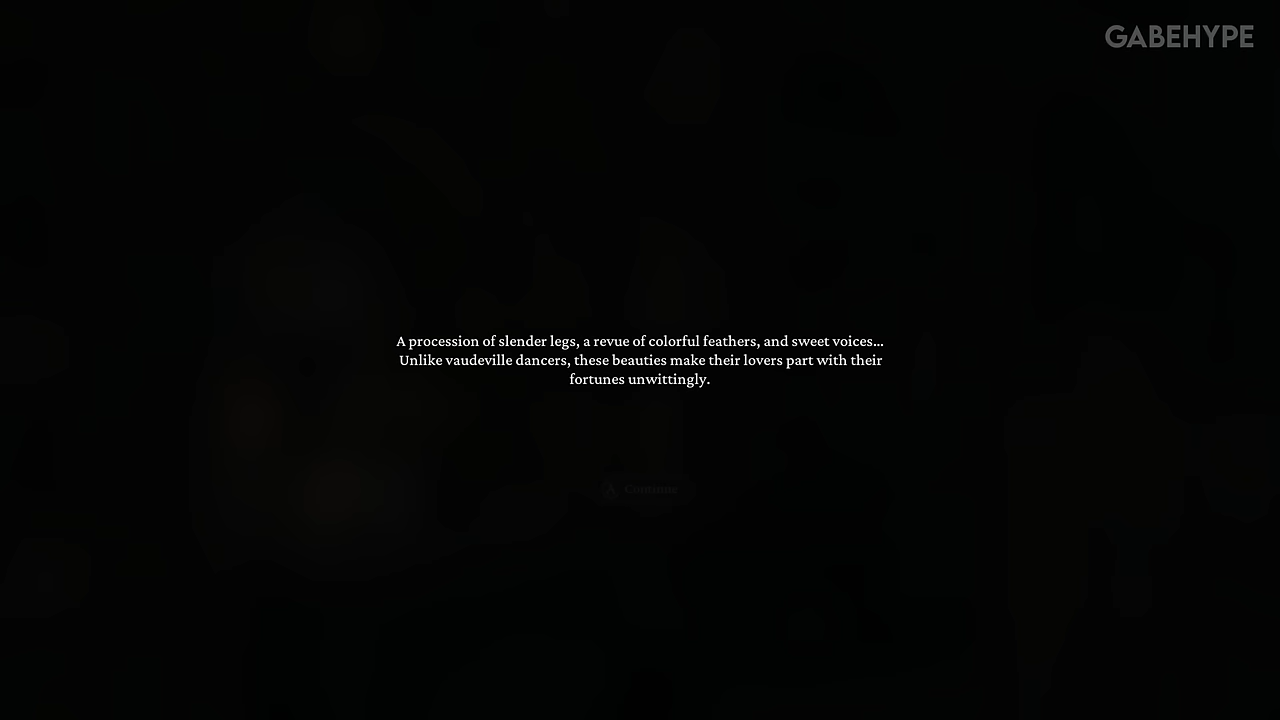 GABEHYPE
A procession of slender legs, a revue of colorful feathers, and sweet voices...
Unlike vaudeville dancers, these beauties make their lovers part with their
fortunes unwittingly.
A Continue